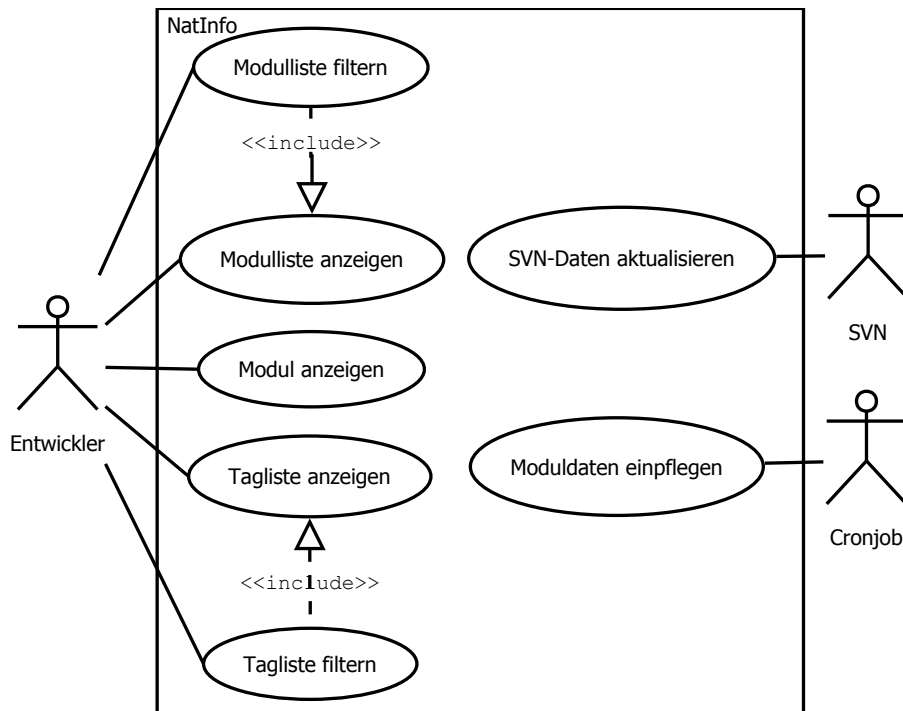 NatInfo
Modulliste filtern
<<include>>
Modulliste anzeigen
SVN-Daten aktualisieren
SVN
Modul anzeigen
Entwickler
Tagliste anzeigen
Moduldaten einpflegen
Cronjob
<<include>>
Tagliste filtern